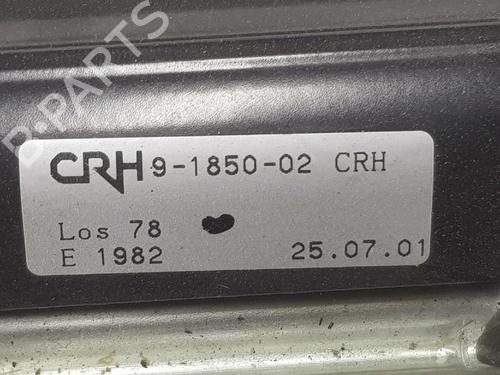 B-PARTS
CRH 9-1850-02 CRH
Los 78
E 1982 25.07.01